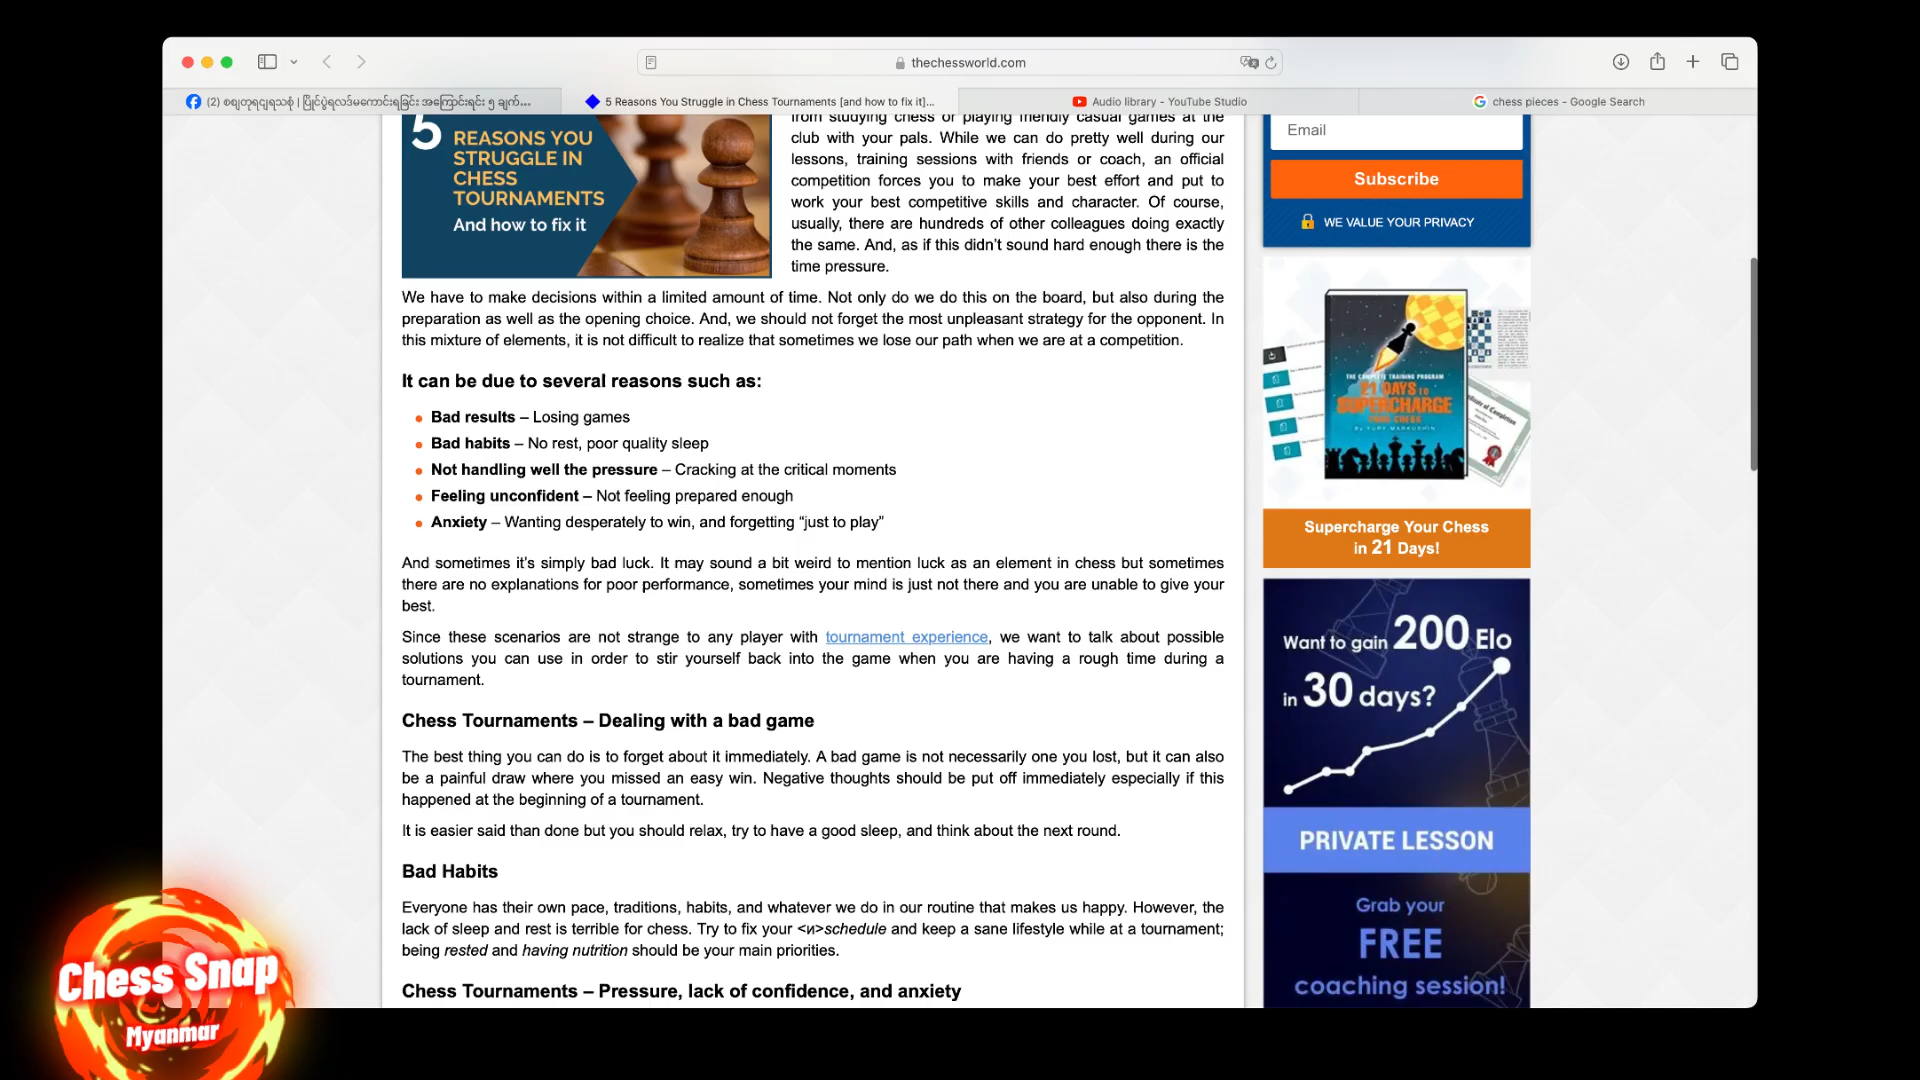 thechessworld.com
5 Reasons You Struggle in Chess Tournaments [and how to fix it]...
Audio library - YouTube Studio
chess pieces - Google Search
5 REASONS YOU
STRUGGLE IN
CHESS
TOURNAMENTS
And how to fix it
from studying chess or playing friendly casual games at the
club with your pals. While we can do pretty well during our
lessons, training sessions with friends or coach, an official
competition forces you to make your best effort and put to
work your best competitive skills and character. Of course,
usually, there are hundreds of other colleagues doing exactly
the same. And, as if this didn’t sound hard enough there is the
time pressure.
We have to make decisions within a limited amount of time. Not only do we do this on the board, but also during the
preparation as well as the opening choice. And, we should not forget the most unpleasant strategy for the opponent. In
this mixture of elements, it is not difficult to realize that sometimes we lose our path when we are at a competition.
It can be due to several reasons such as:
Bad results – Losing games
Bad habits – No rest, poor quality sleep
Not handling well the pressure – Cracking at the critical moments
Feeling unconfident – Not feeling prepared enough
Anxiety – Wanting desperately to win, and forgetting “just to play”
And sometimes it’s simply bad luck. It may sound a bit weird to mention luck as an element in chess but sometimes
there are no explanations for poor performance, sometimes your mind is just not there and you are unable to give your
best.
Since these scenarios are not strange to any player with tournament experience, we want to talk about possible
solutions you can use in order to stir yourself back into the game when you are having a rough time during a
tournament.
Chess Tournaments – Dealing with a bad game
The best thing you can do is to forget about it immediately. A bad game is not necessarily one you lost, but it can also
be a painful draw where you missed an easy win. Negative thoughts should be put off immediately especially if this
happened at the beginning of a tournament.
It is easier said than done but you should relax, try to have a good sleep, and think about the next round.
Bad Habits
Everyone has their own pace, traditions, habits, and whatever we do in our routine that makes us happy. However, the
lack of sleep and rest is terrible for chess. Try to fix your <и>schedule and keep a sane lifestyle while at a tournament;
being rested and having nutrition should be your main priorities.
Chess Tournaments – Pressure, lack of confidence, and anxiety
Email
Subscribe
WE VALUE YOUR PRIVACY
THE COMPLETE TRAINING PROGRAM
21 DAYS TO
SUPERCHARGE
YOUR CHESS
BY YURY MARKUSHIN
Supercharge Your Chess
in 21 Days!
Want to gain 200 Elo
in 30 days?
PRIVATE LESSON
Grab your
FREE
coaching session!
Chess Snap
Myanmar